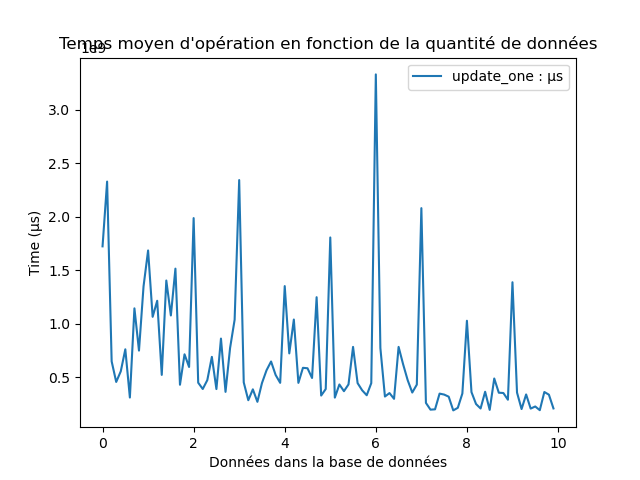 Temps moyen d'opération en fonction de la quantité de données
1e9
update_one : µs
3.0
2.5
2.0
1.5
1.0
0.5
Time (µs)
0 2 4 6 8 10
Données dans la base de données